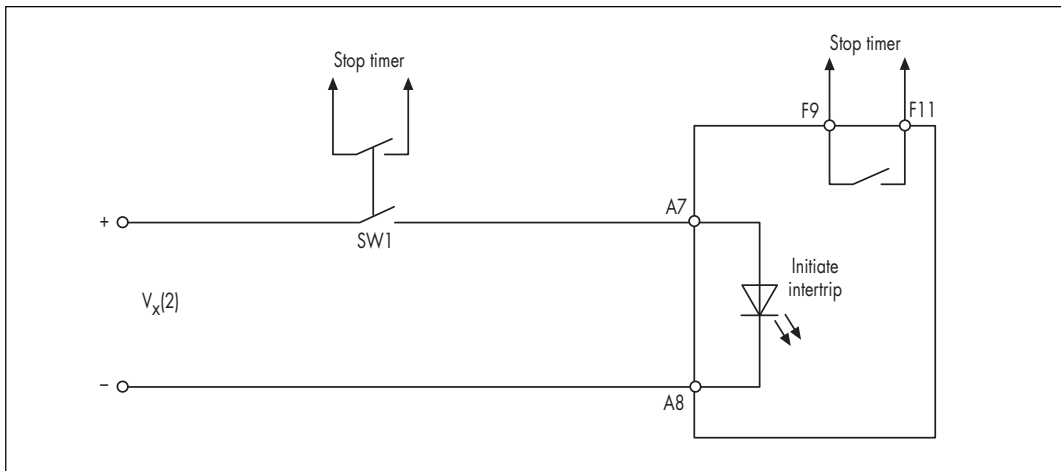 Stop timer
Stop timer
F9
F11
A7
+
SW1
Initiate
intertrip
Vx(2)
–
A8